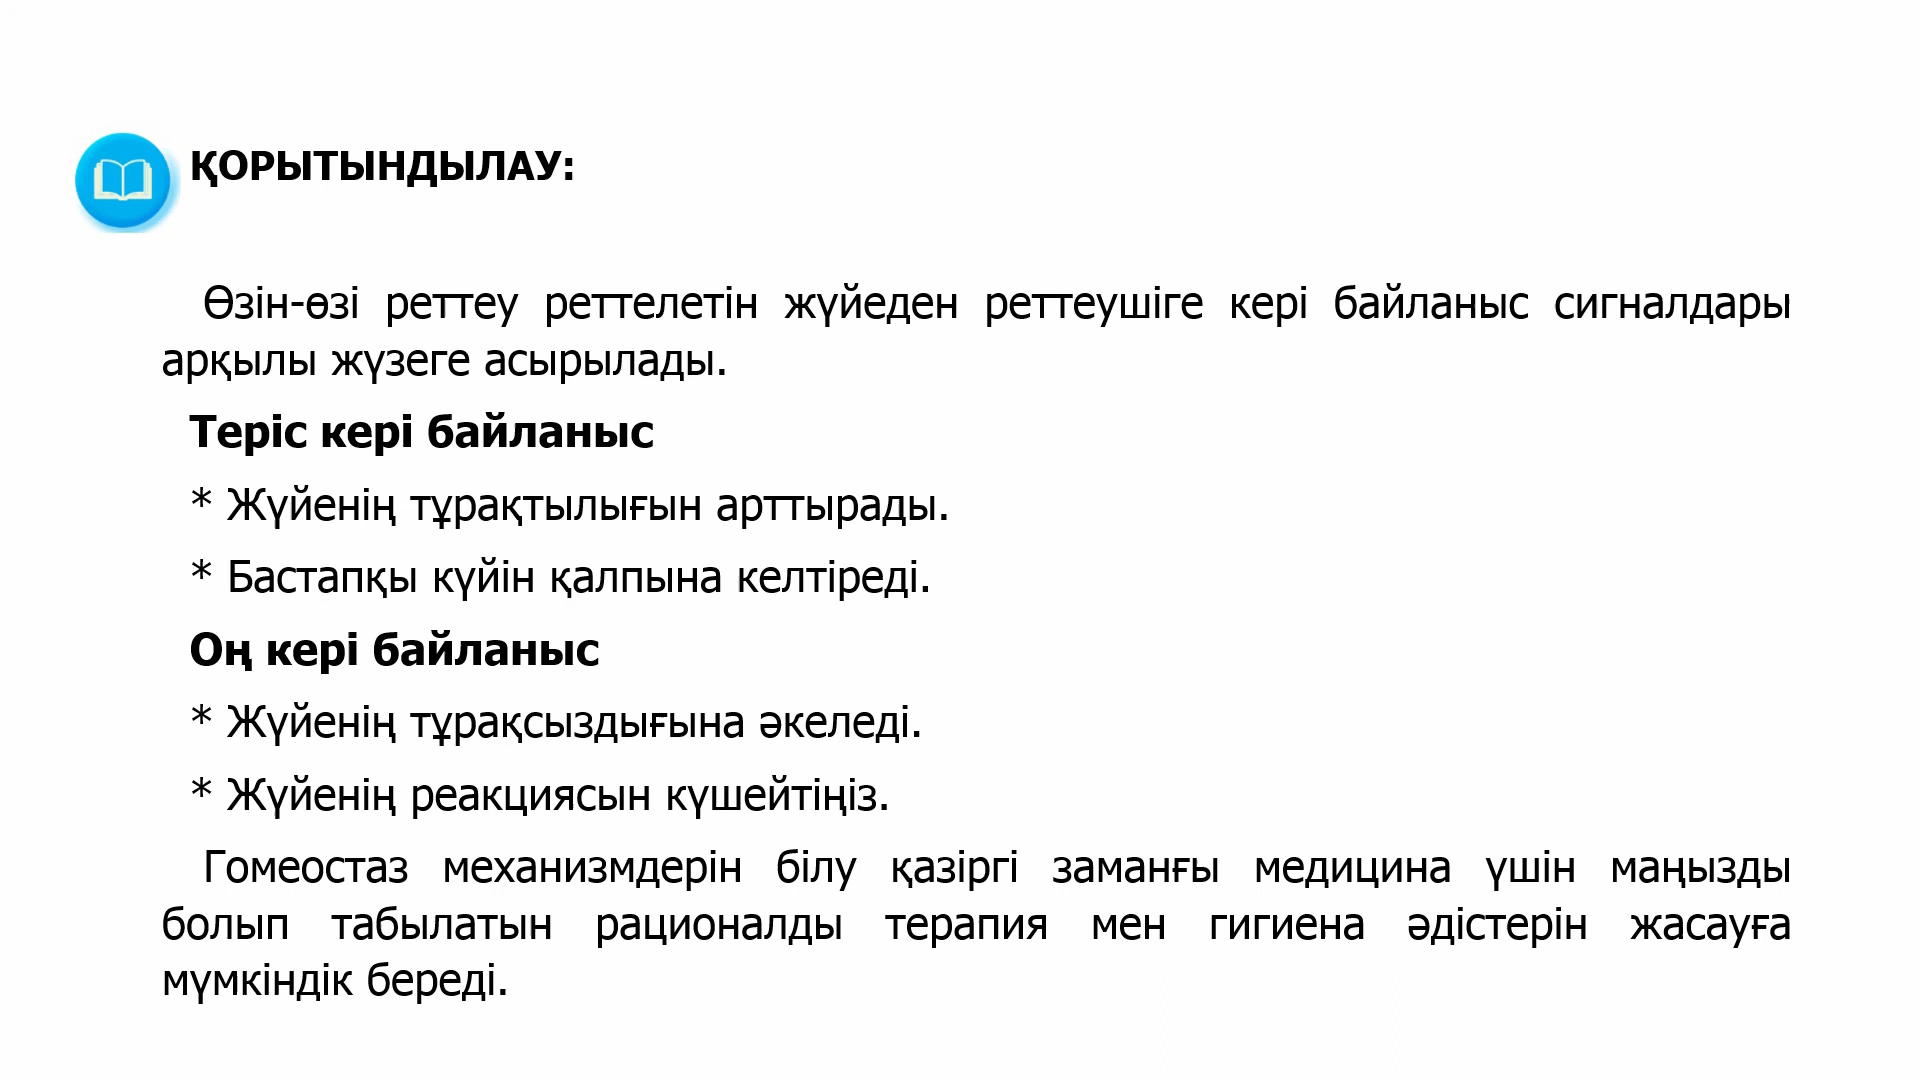 ҚОРЫТЫНДЫЛАУ:
Өзін-өзі реттеу реттелетін жүйеден реттеушіге кері байланыс сигналдары
арқылы жүзеге асырылады.
Теріс кері байланыс
* Жүйенің тұрақтылығын арттырады.
* Бастапқы күйін қалпына келтіреді.
Оң кері байланыс
* Жүйенің тұрақсыздығына әкеледі.
* Жүйенің реакциясын күшейтіңіз.
Гомеостаз механизмдерін білу қазіргі заманғы медицина үшін маңызды
болып табылатын рационалды терапия мен гигиена әдістерін жасауға
мүмкіндік береді.